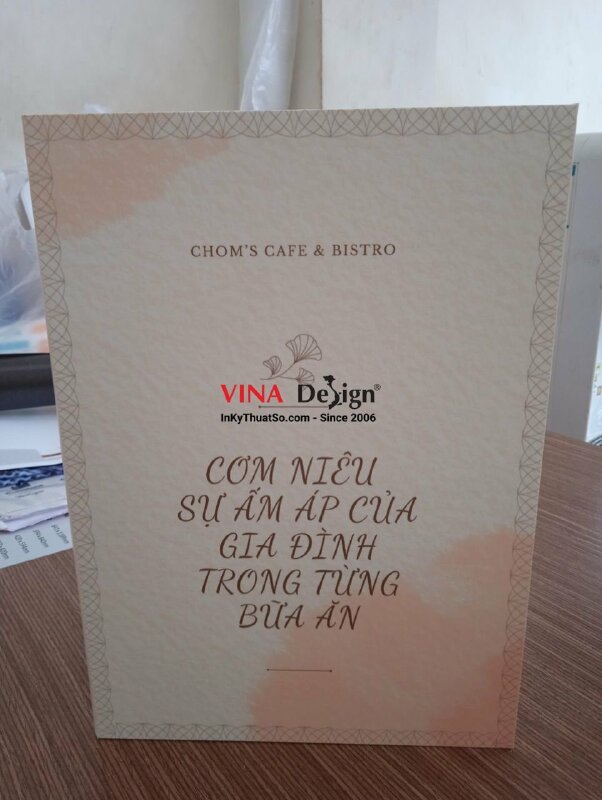 CHOM'S CAFE & BISTRO
VINA Design®
InKyThuatSo.com - Since 2006
CƠM NIÊU
SỰ ẤM ÁP CỦA
GIA ĐÌNH
TRONG TỪNG
BỮA ĂN